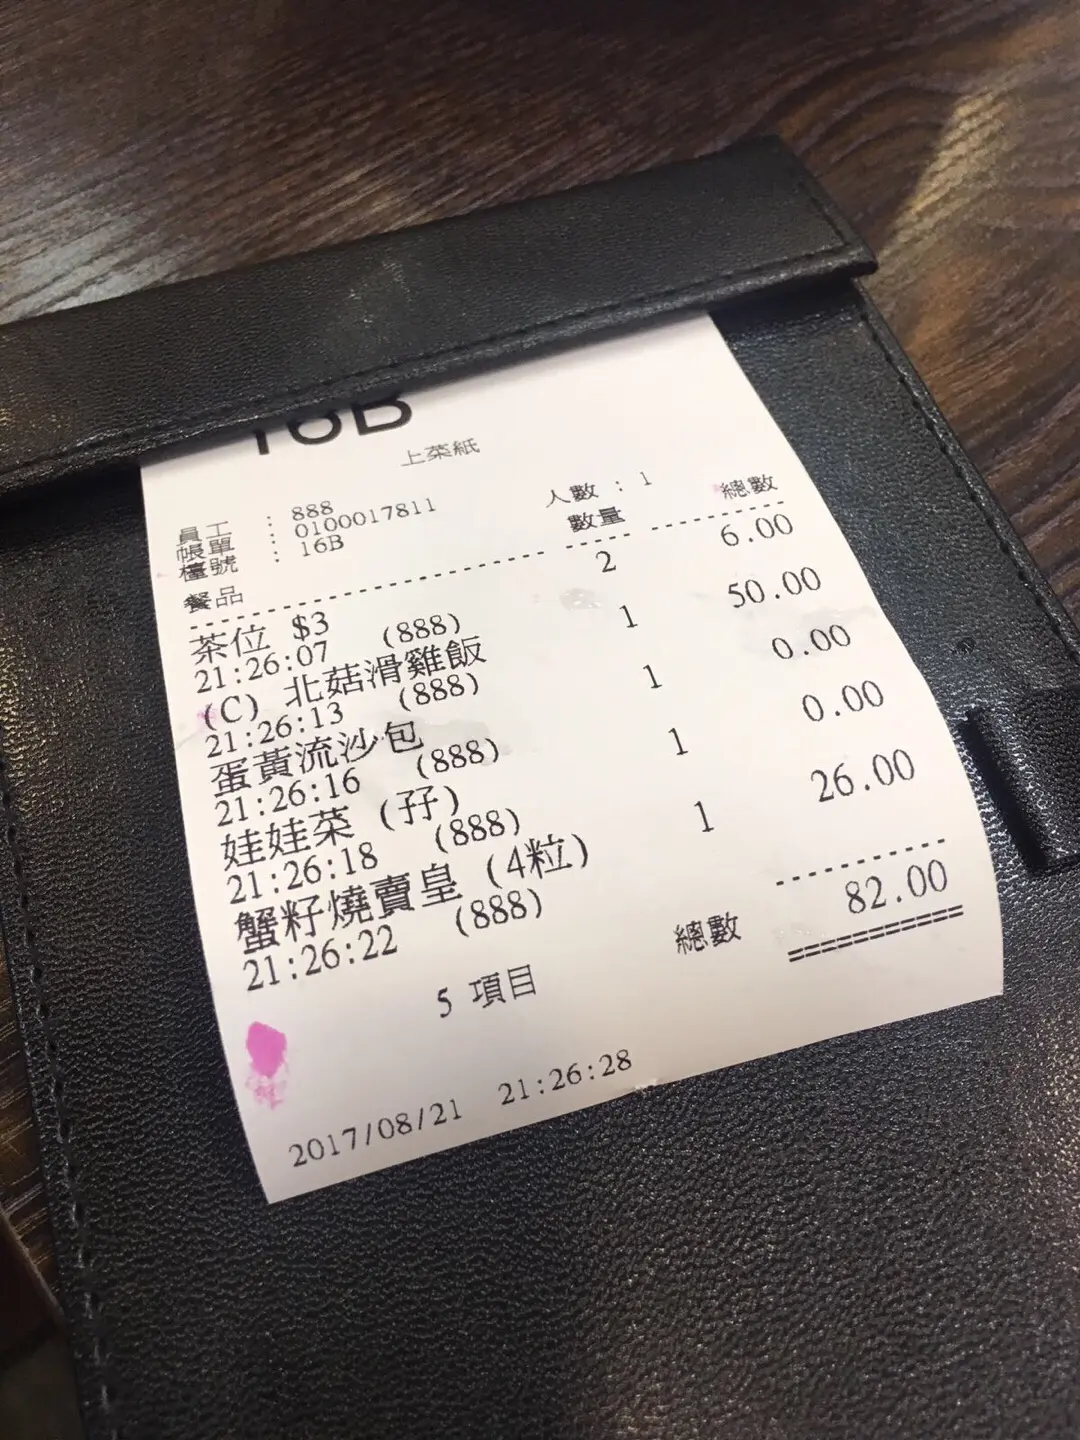 16B
上菜紙
員工 : 888
帳單 : 0100017811 人數 : 1
檯號 : 16B
餐品 數量 總數
茶位 $3 2 6.00
21:26:07 (888)
(C) 北菇滑雞飯 1 50.00
21:26:13 (888)
蛋黃流沙包 1 0.00
21:26:16 (888)
娃娃菜 (孖) 1 0.00
21:26:18 (888)
蟹籽燒賣皇 (4粒) 1 26.00
21:26:22 (888)
5 項目 總數 82.00
2017/08/21 21:26:28